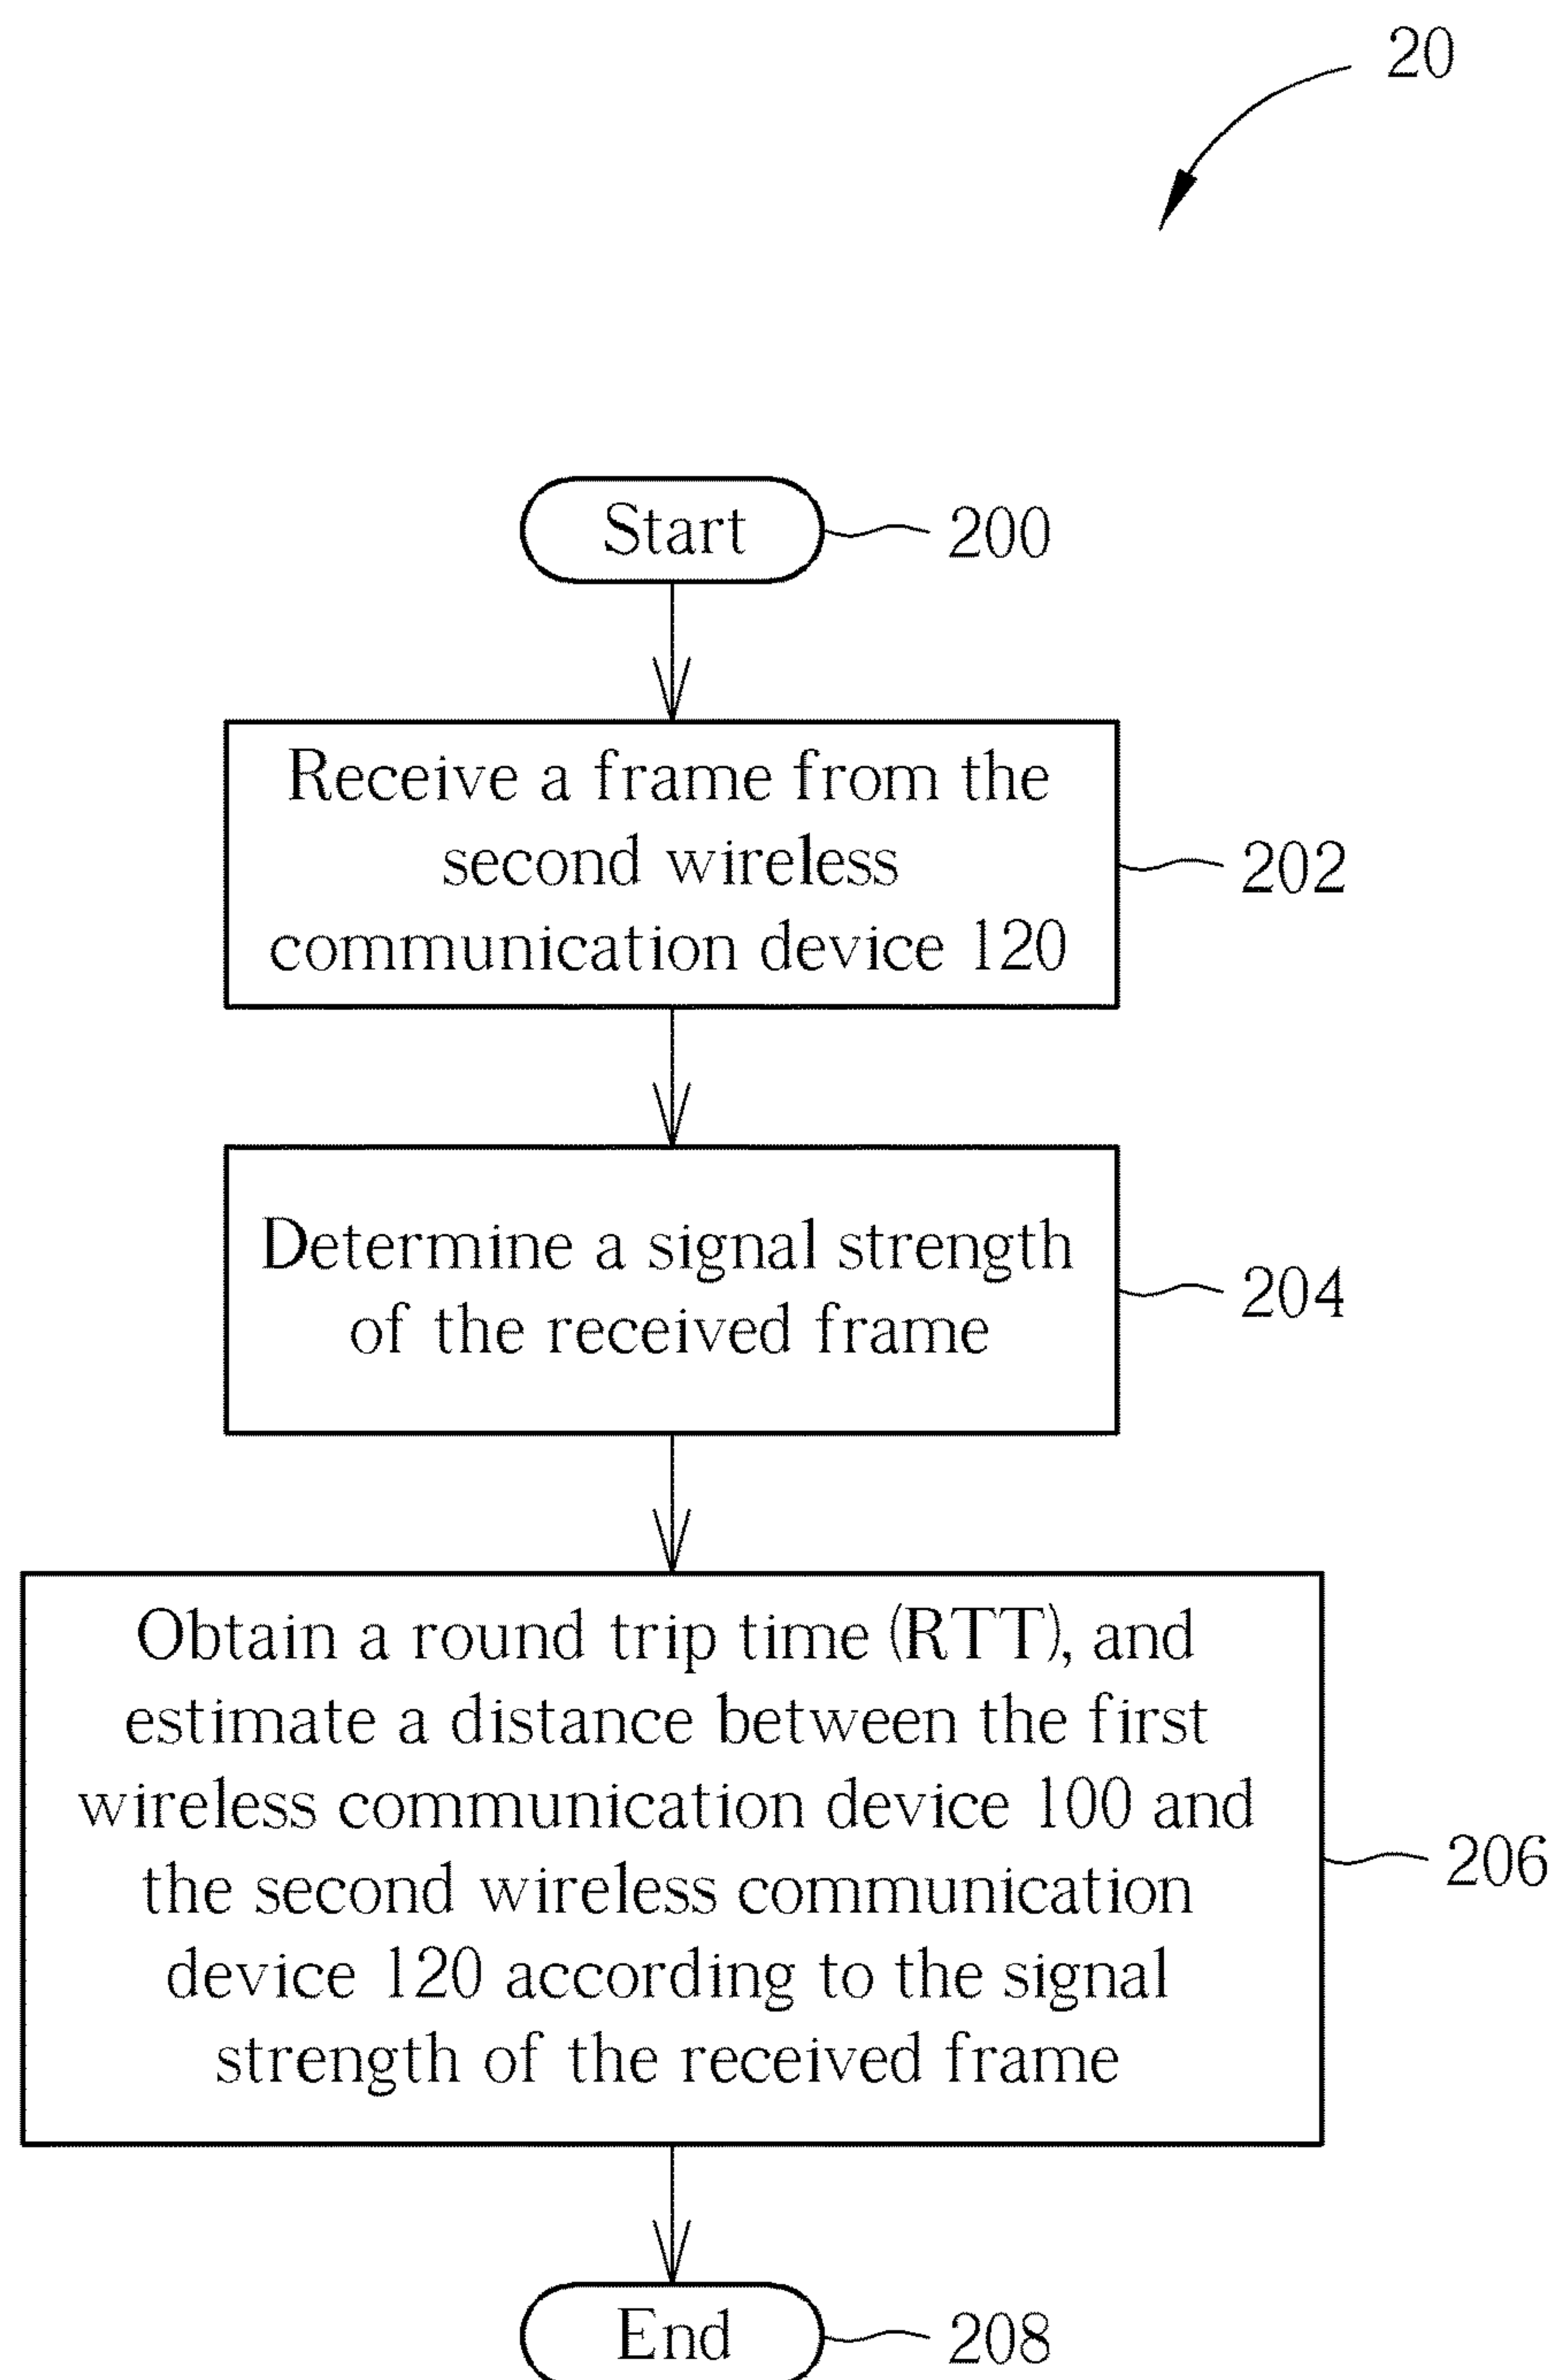 20
Start
200
Receive a frame from the
second wireless
communication device 120
202
Determine a signal strength
of the received frame
204
Obtain a round trip time (RTT), and
estimate a distance between the first
wireless communication device 100 and
the second wireless communication
device 120 according to the signal
strength of the received frame
206
End
208